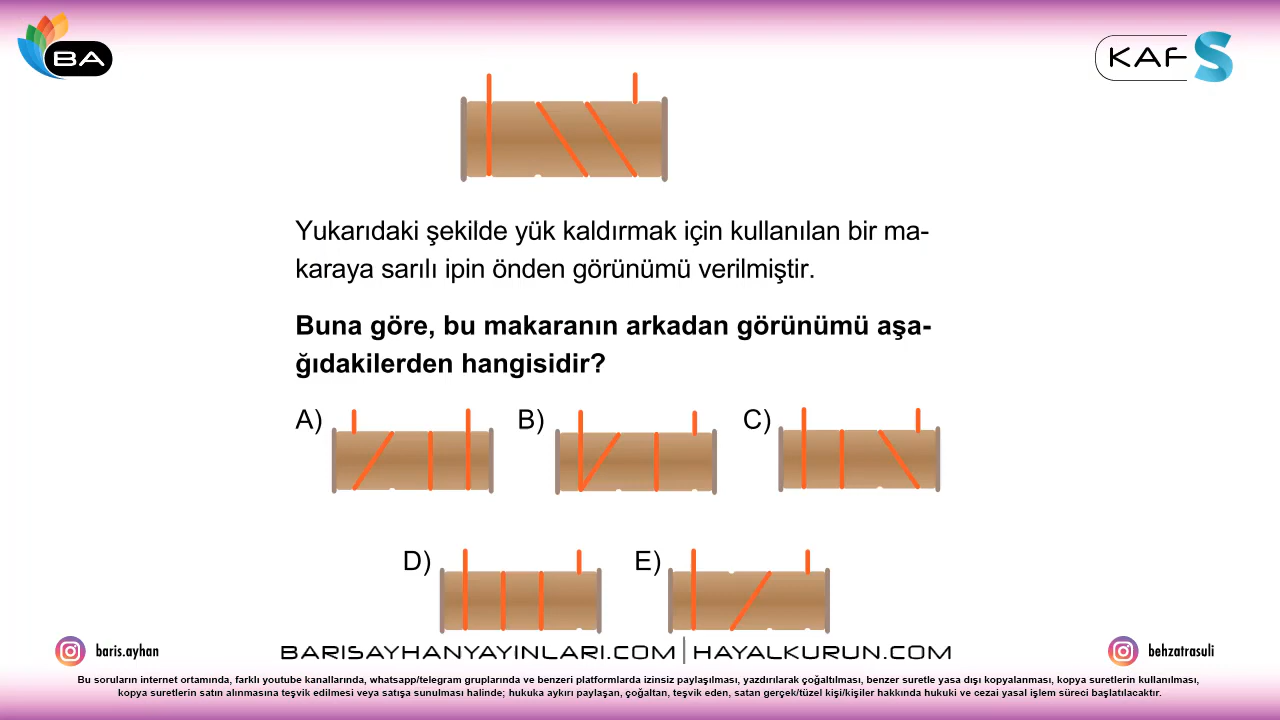 BA
KAF S
Yukarıdaki şekilde yük kaldırmak için kullanılan bir ma-
karaya sarılı ipin önden görünümü verilmiştir.
Buna göre, bu makaranın arkadan görünümü aşa-
ğıdakilerden hangisidir?
A) B) C)
D) E)
baris.ayhan BARISAYHANYAYINLARI.COM | HAYALKURUN.COM behzatrasuli
Bu soruların internet ortamında, farklı youtube kanallarında, whatsapp/telegram gruplarında ve benzeri platformlarda izinsiz paylaşılması, yazdırılarak çoğaltılması, benzer suretle yasa dışı kopyalanması, kopya suretlerin kullanılması,
kopya suretlerin satın alınmasına teşvik edilmesi veya satışa sunulması halinde; hukuka aykırı paylaşan, çoğaltan, teşvik eden, satan gerçek/tüzel kişi/kişiler hakkında hukuki ve cezai yasal işlem süreci başlatılacaktır.